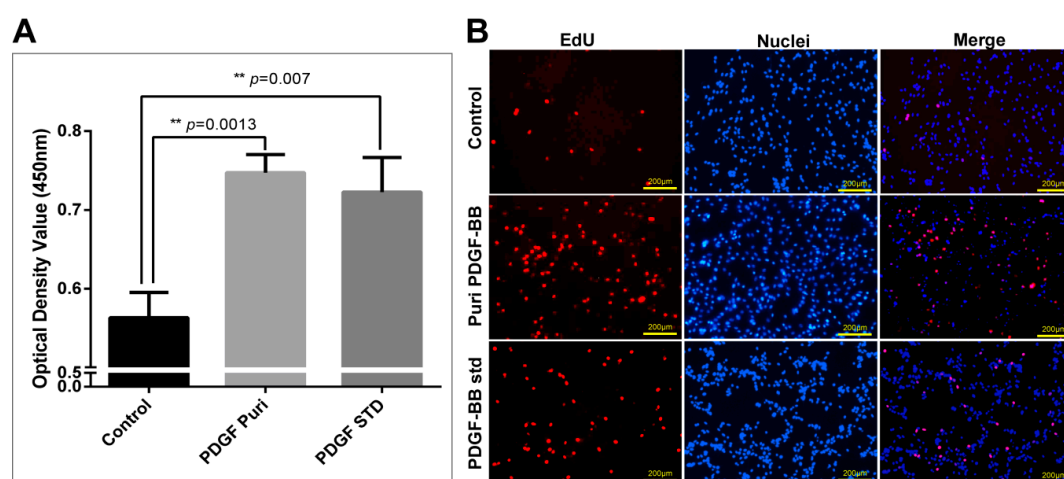 A
** p=0.007
** p=0.0013
Optical Density Value (450nm)
0.8
0.7
0.6
0.5
0.0
Control
PDGF Puri
PDGF STD
B
EdU
Nuclei
Merge
Control
200μm
200μm
200μm
Puri PDGF-BB
200μm
200μm
200μm
PDGF-BB std
200μm
200μm
200μm